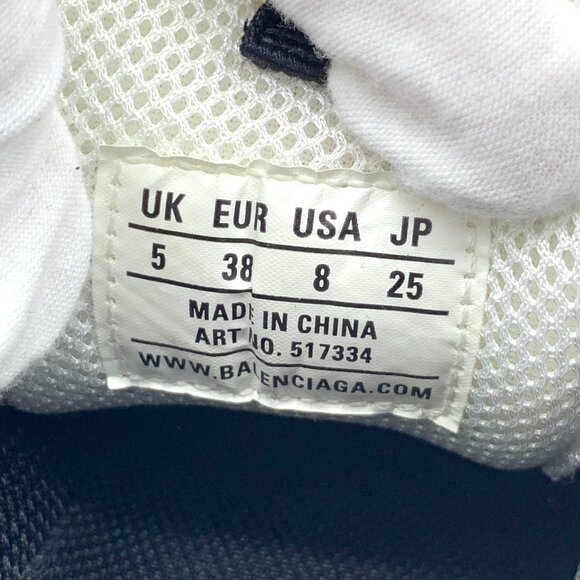 UK EUR USA JP
5 38 8 25
MADE IN CHINA
ART NO. 517334
WWW.BALENCIAGA.COM